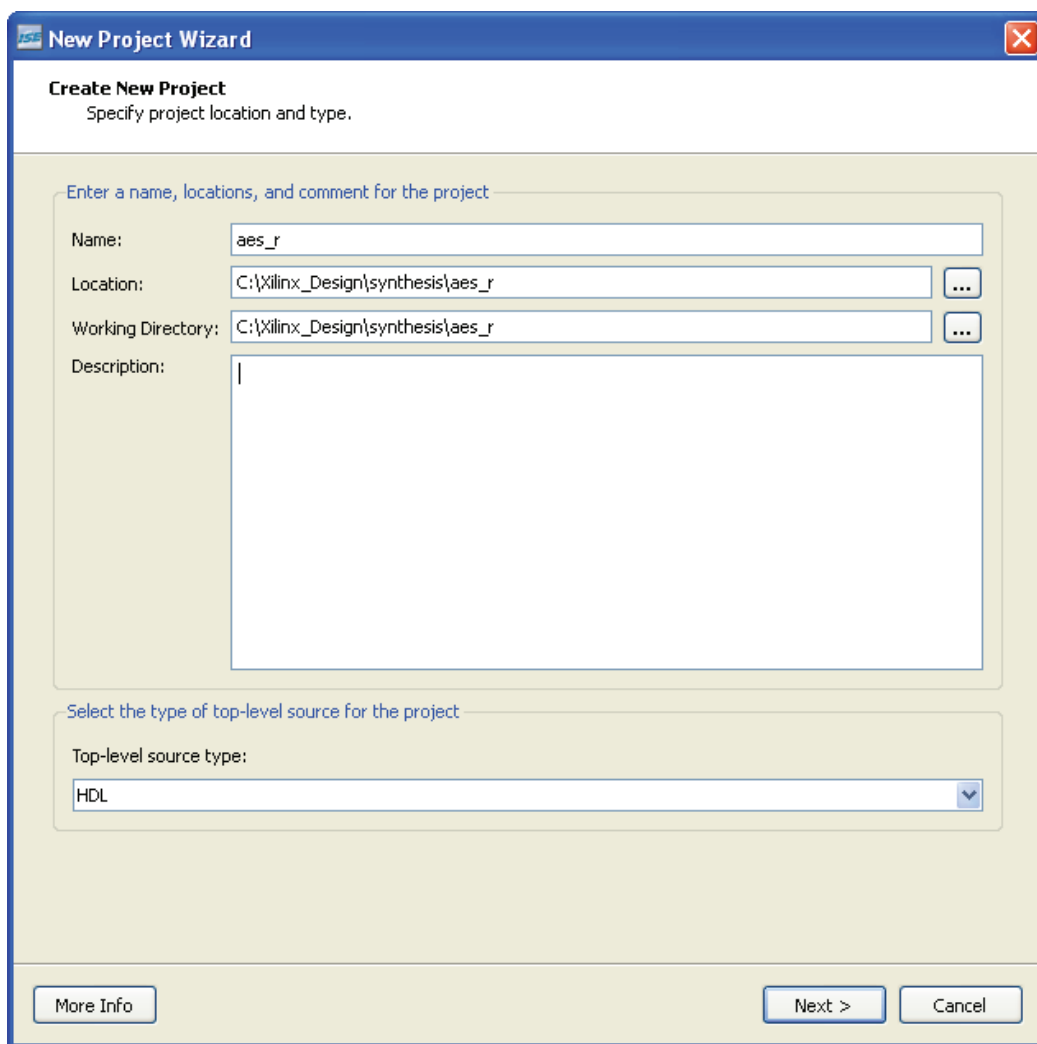 ISE New Project Wizard
Create New Project
Specify project location and type.
Enter a name, locations, and comment for the project
Name: aes_r
Location: C:\Xilinx_Design\synthesis\aes_r ...
Working Directory: C:\Xilinx_Design\synthesis\aes_r ...
Description:
Select the type of top-level source for the project
Top-level source type:
HDL
More Info Next > Cancel